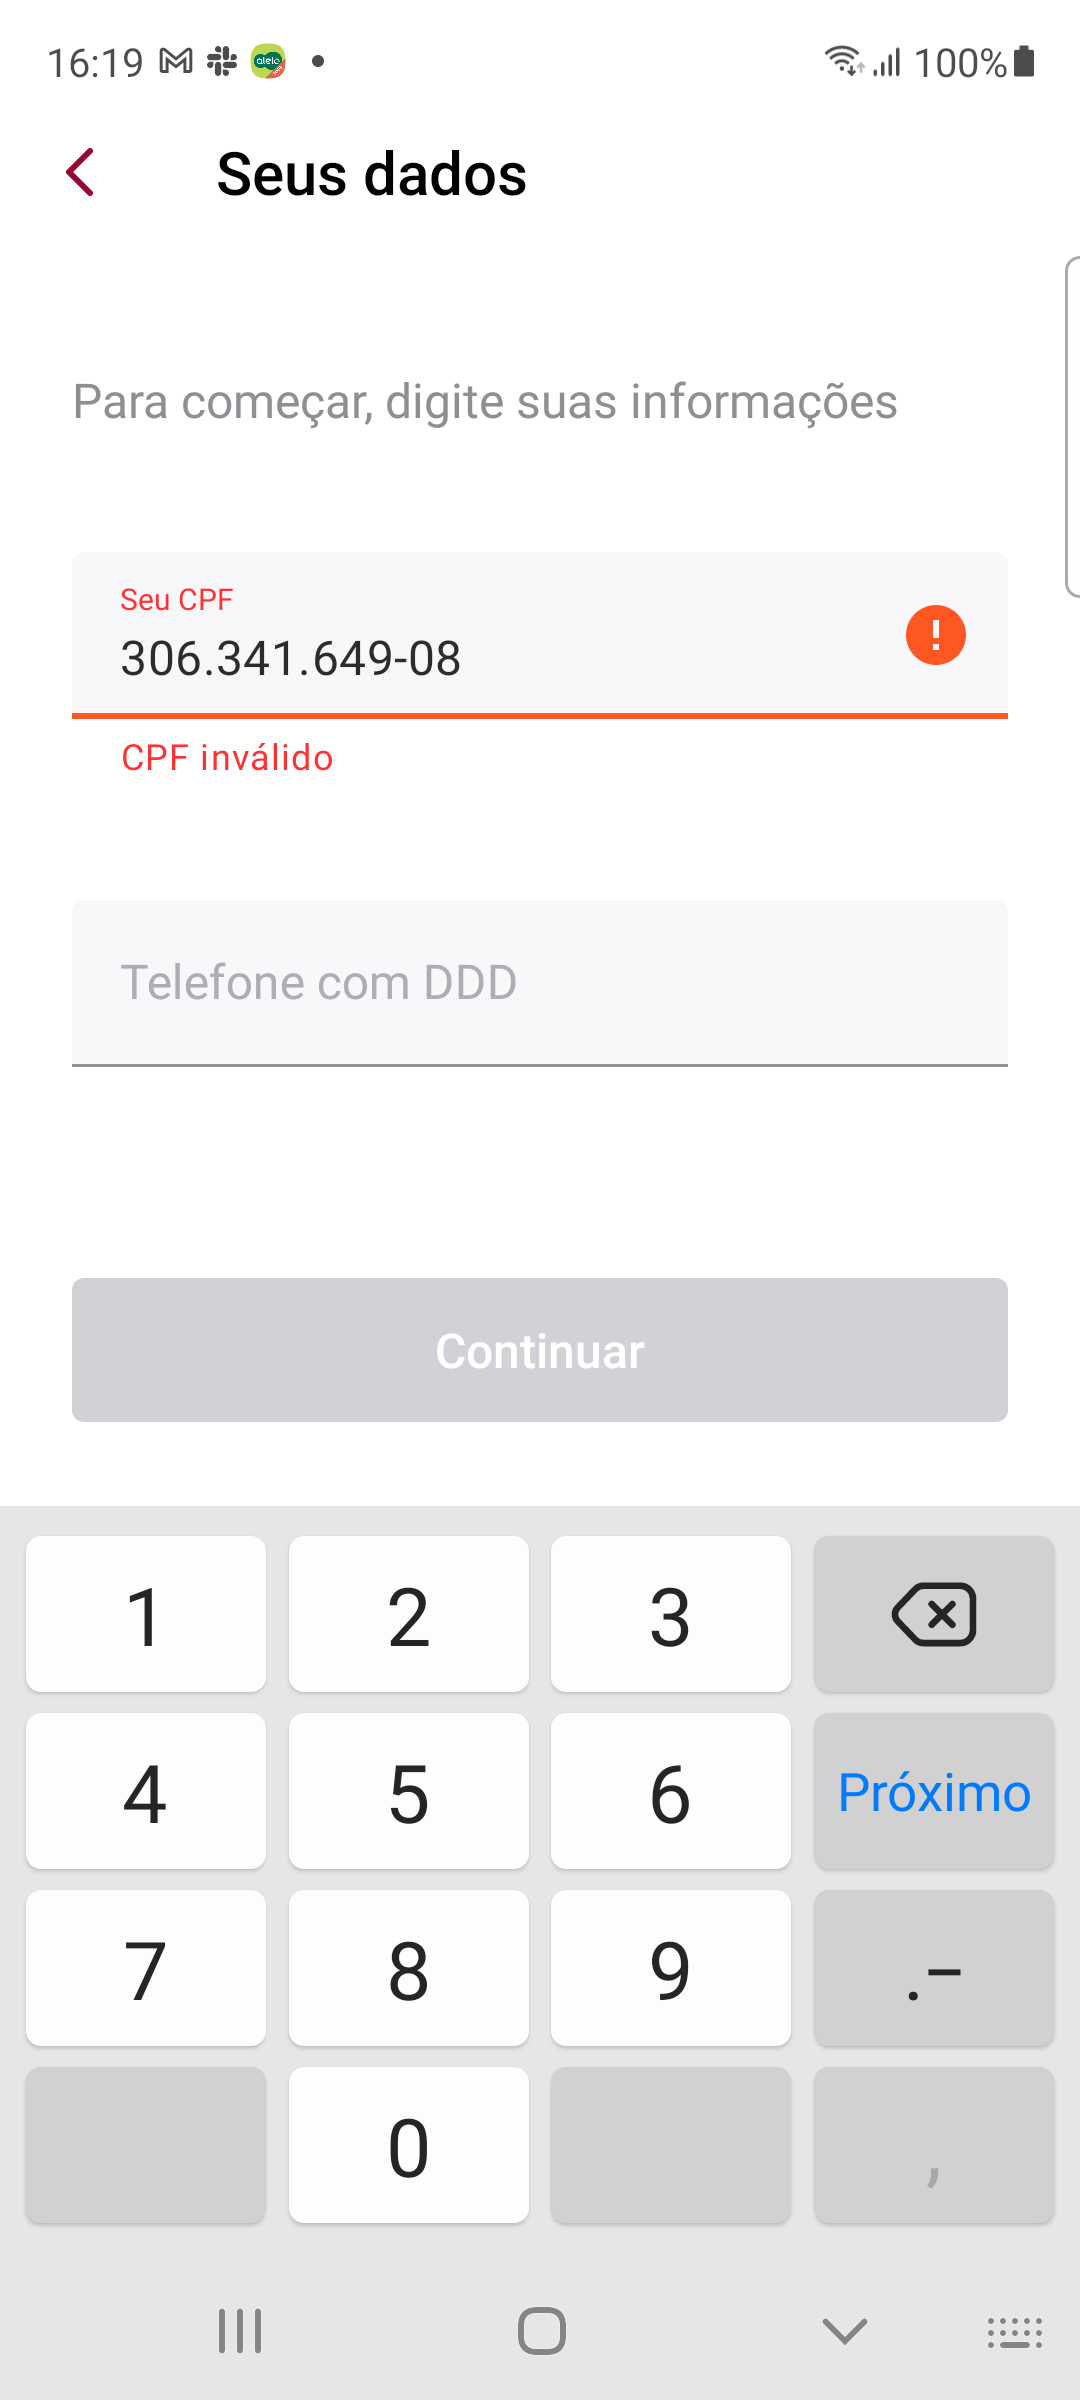 16:19 100%
Seus dados
Para começar, digite suas informações
Seu CPF
306.341.649-08
CPF inválido
Telefone com DDD
Continuar
1 2 3
4 5 6 Próximo
7 8 9 .-
0 ,